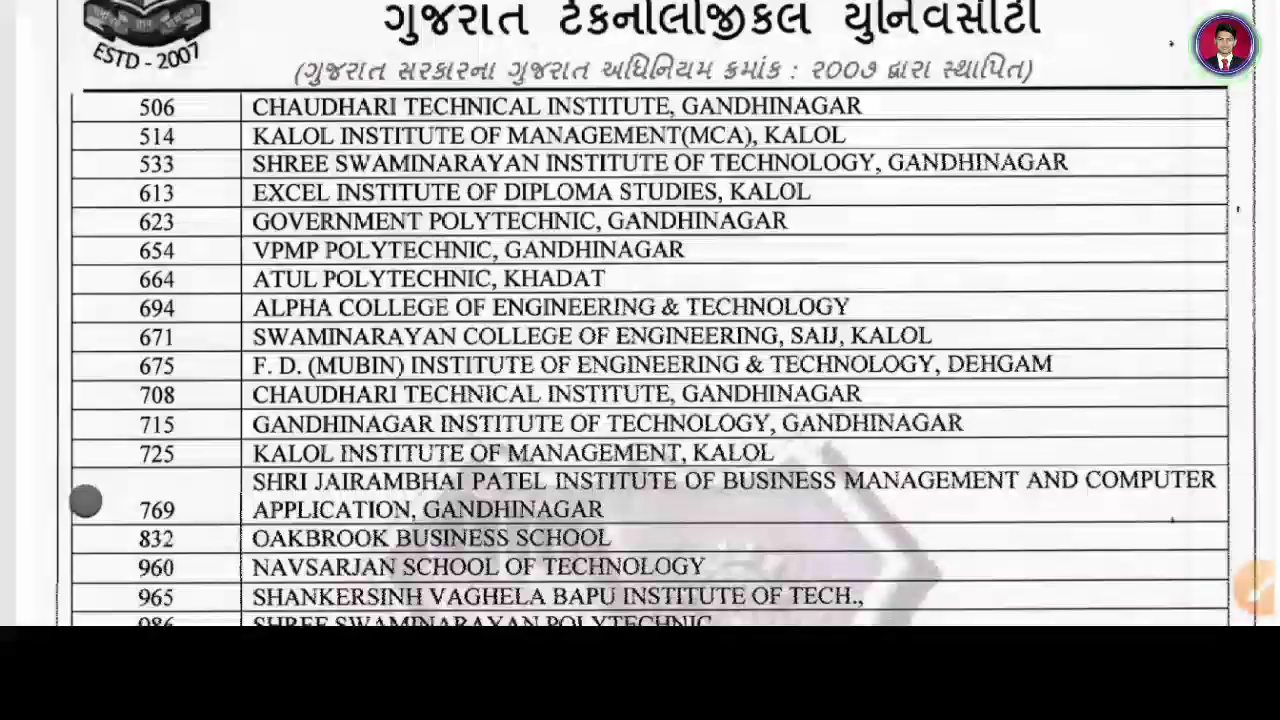 ગુજરાત ટેકનોલોજીકલ યુનિવર્સીટી
ESTD - 2007
(ગુજરાત સરકારના ગુજરાત અધિનિયમ ક્રમાંક : ૨૦૦૭ દ્વારા સ્થાપિત)
506 CHAUDHARI TECHNICAL INSTITUTE, GANDHINAGAR
514 KALOL INSTITUTE OF MANAGEMENT(MCA), KALOL
533 SHREE SWAMINARAYAN INSTITUTE OF TECHNOLOGY, GANDHINAGAR
613 EXCEL INSTITUTE OF DIPLOMA STUDIES, KALOL
623 GOVERNMENT POLYTECHNIC, GANDHINAGAR
654 VPMP POLYTECHNIC, GANDHINAGAR
664 ATUL POLYTECHNIC, KHADAT
694 ALPHA COLLEGE OF ENGINEERING & TECHNOLOGY
671 SWAMINARAYAN COLLEGE OF ENGINEERING, SAIJ, KALOL
675 F. D. (MUBIN) INSTITUTE OF ENGINEERING & TECHNOLOGY, DEHGAM
708 CHAUDHARI TECHNICAL INSTITUTE, GANDHINAGAR
715 GANDHINAGAR INSTITUTE OF TECHNOLOGY, GANDHINAGAR
725 KALOL INSTITUTE OF MANAGEMENT, KALOL
SHRI JAIRAMBHAI PATEL INSTITUTE OF BUSINESS MANAGEMENT AND COMPUTER
769 APPLICATION, GANDHINAGAR
832 OAKBROOK BUSINESS SCHOOL
960 NAVSARJAN SCHOOL OF TECHNOLOGY
965 SHANKERSINH VAGHELA BAPU INSTITUTE OF TECH.,
986 SHREE SWAMINARAYAN POLYTECHNIC